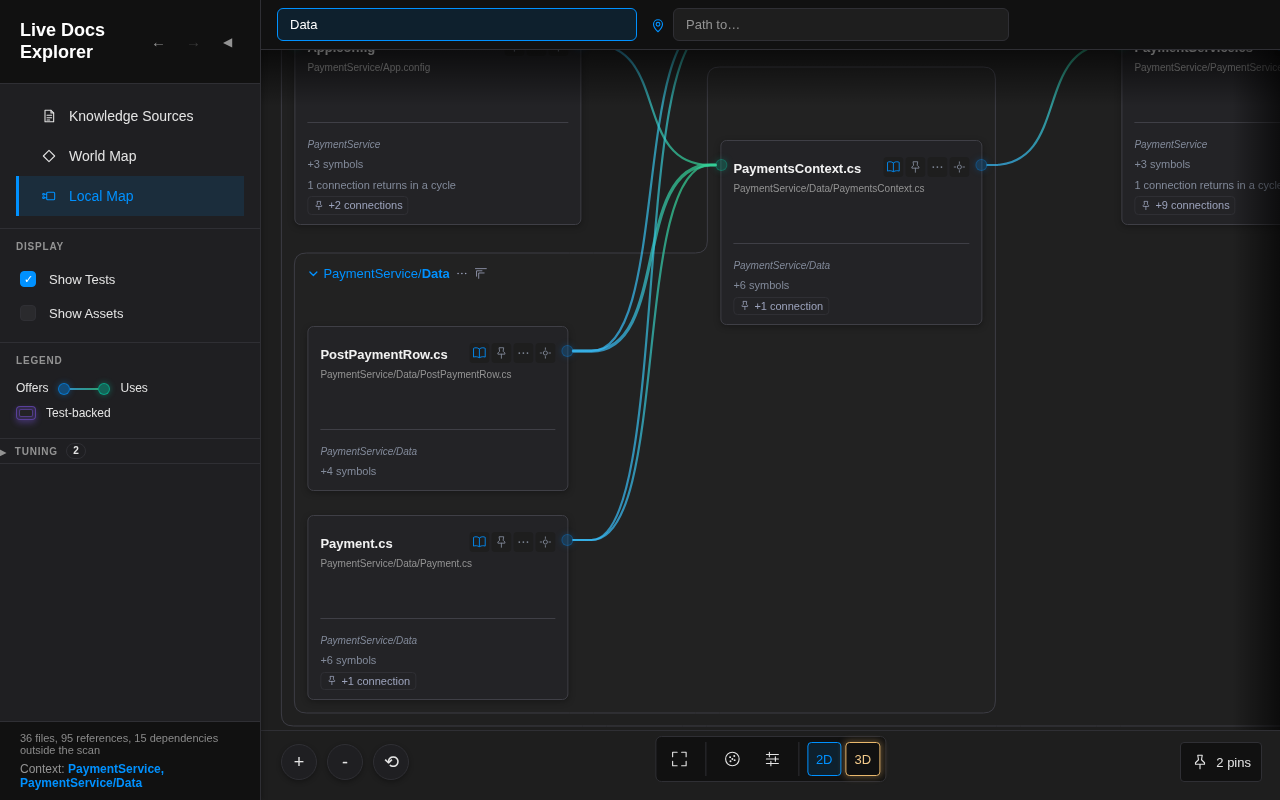 Live Docs
Explorer
Knowledge Sources
World Map
Local Map
DISPLAY
Show Tests
Show Assets
LEGEND
Offers
Uses
Test-backed
TUNING
2
36 files, 95 references, 15 dependencies
outside the scan
Context: PaymentService,
PaymentService/Data
Data
Path to…
PaymentService/App.config
PaymentService
+3 symbols
1 connection returns in a cycle
+2 connections
PaymentService/Data
PostPaymentRow.cs
PaymentService/Data/PostPaymentRow.cs
PaymentService/Data
+4 symbols
Payment.cs
PaymentService/Data/Payment.cs
PaymentService/Data
+6 symbols
+1 connection
PaymentsContext.cs
PaymentService/Data/PaymentsContext.cs
PaymentService/Data
+6 symbols
+1 connection
PaymentService/PaymentService
PaymentService
+3 symbols
1 connection returns in a cycle
+9 connections
+
-
2D
3D
2 pins